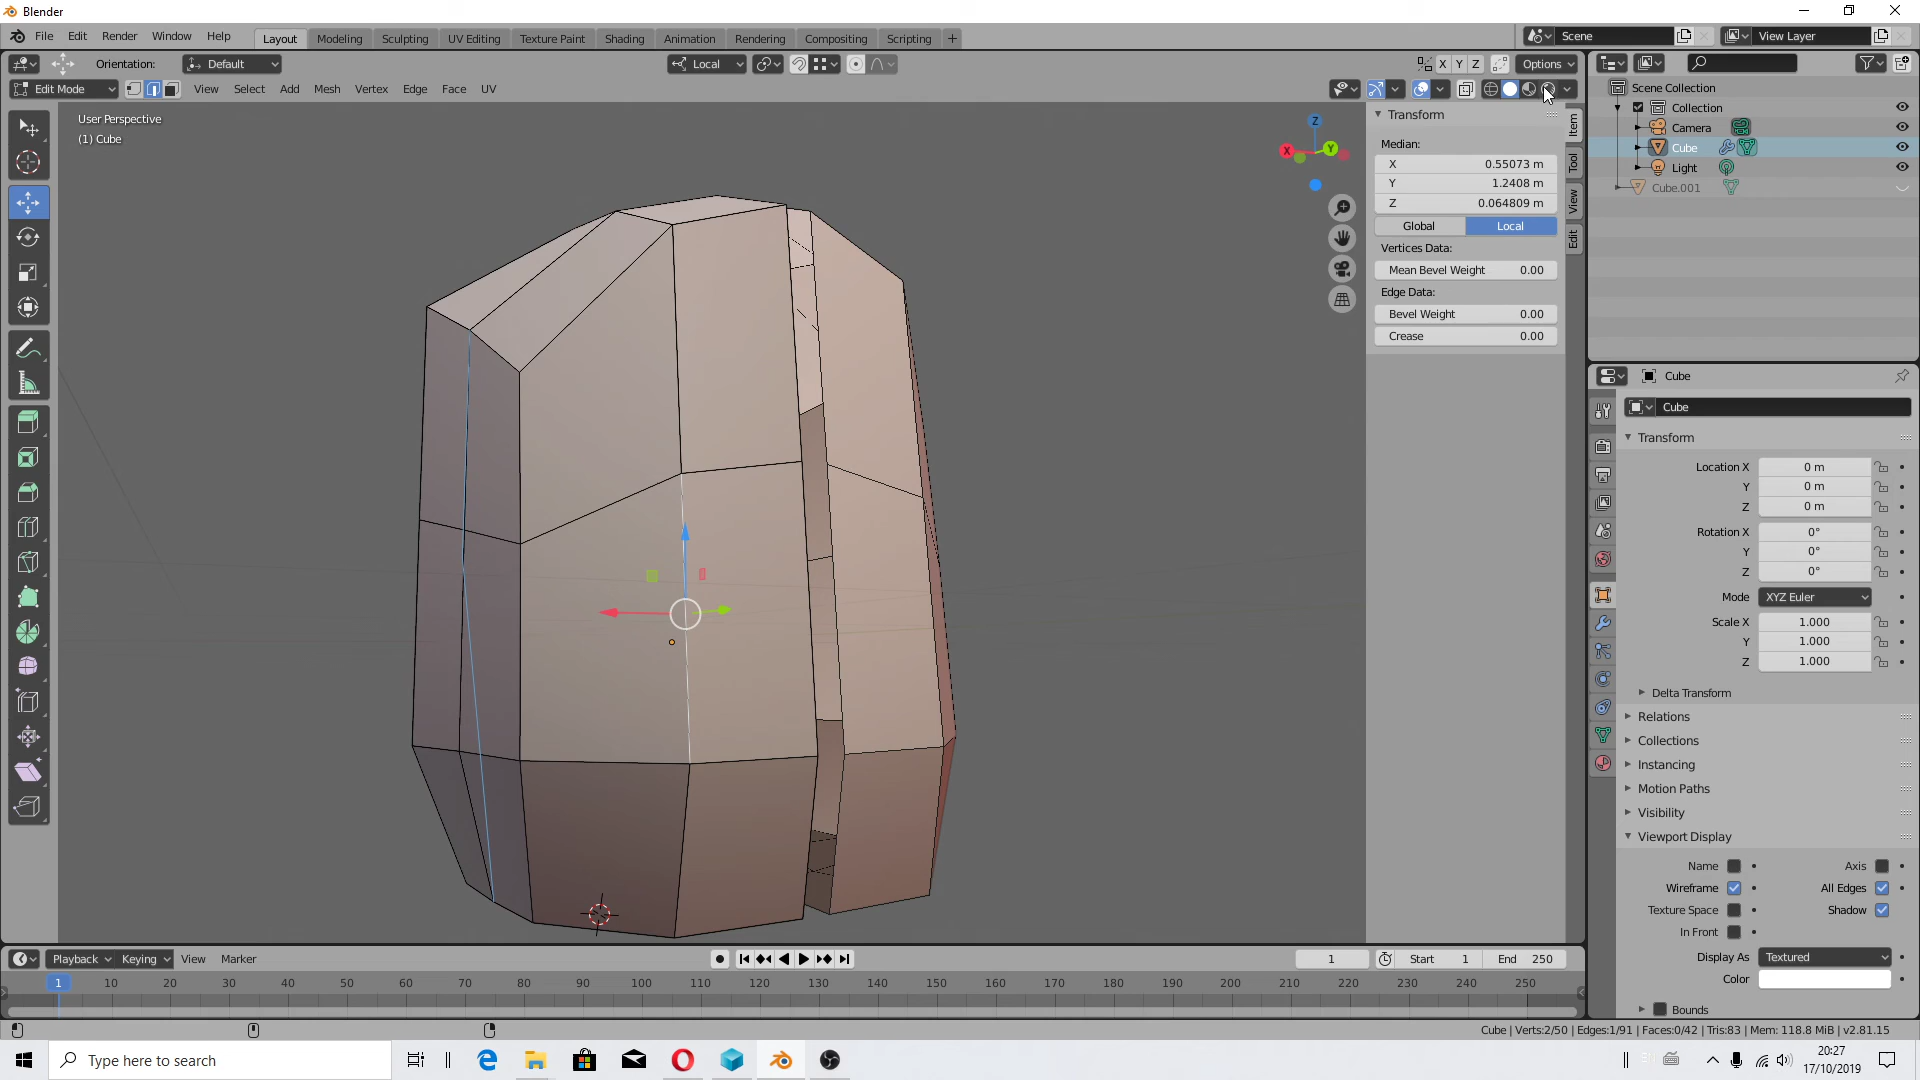 Blender
File Edit Render Window Help Layout Modeling Sculpting UV Editing Texture Paint Shading Animation Rendering Compositing Scripting + Scene View Layer
Orientation: Default Local X Y Z Options
Edit Mode View Select Add Mesh Vertex Edge Face UV
User Perspective
(1) Cube
Z
X
Y
Transform
Median:
X 0.55073 m
Y 1.2408 m
Z 0.064809 m
Global Local
Vertices Data:
Mean Bevel Weight 0.00
Edge Data:
Bevel Weight 0.00
Crease 0.00
Item
Tool
View
Edit
Scene Collection
Collection
Camera
Cube
Light
Cube.001
Cube
Cube
Transform
Location X 0 m
Y 0 m
Z 0 m
Rotation X 0°
Y 0°
Z 0°
Mode XYZ Euler
Scale X 1.000
Y 1.000
Z 1.000
Delta Transform
Relations
Collections
Instancing
Motion Paths
Visibility
Viewport Display
Name Axis
Wireframe All Edges
Texture Space Shadow
In Front
Display As Textured
Color
Bounds
Playback Keying View Marker 1 Start 1 End 250
1 10 20 30 40 50 60 70 80 90 100 110 120 130 140 150 160 170 180 190 200 210 220 230 240 250
Cube | Verts:2/50 | Edges:1/91 | Faces:0/42 | Tris:83 | Mem: 118.8 MiB | v2.81.15
Type here to search
20:27
17/10/2019